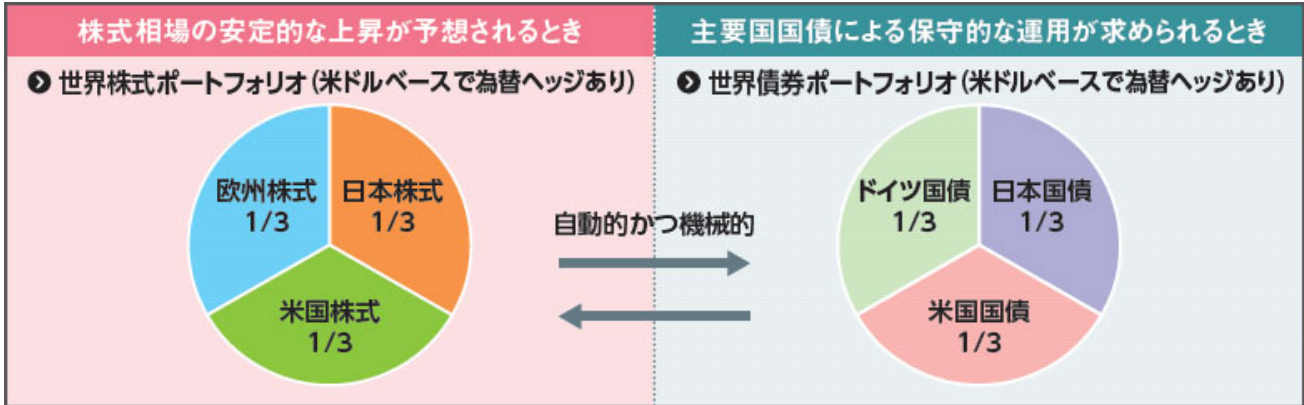 株式相場の安定的な上昇が予想されるとき
❯ 世界株式ポートフォリオ(米ドルベースで為替ヘッジあり)
欧州株式
1/3
日本株式
1/3
米国株式
1/3
自動的かつ機械的
主要国国債による保守的な運用が求められるとき
❯ 世界債券ポートフォリオ(米ドルベースで為替ヘッジあり)
ドイツ国債
1/3
日本国債
1/3
米国国債
1/3